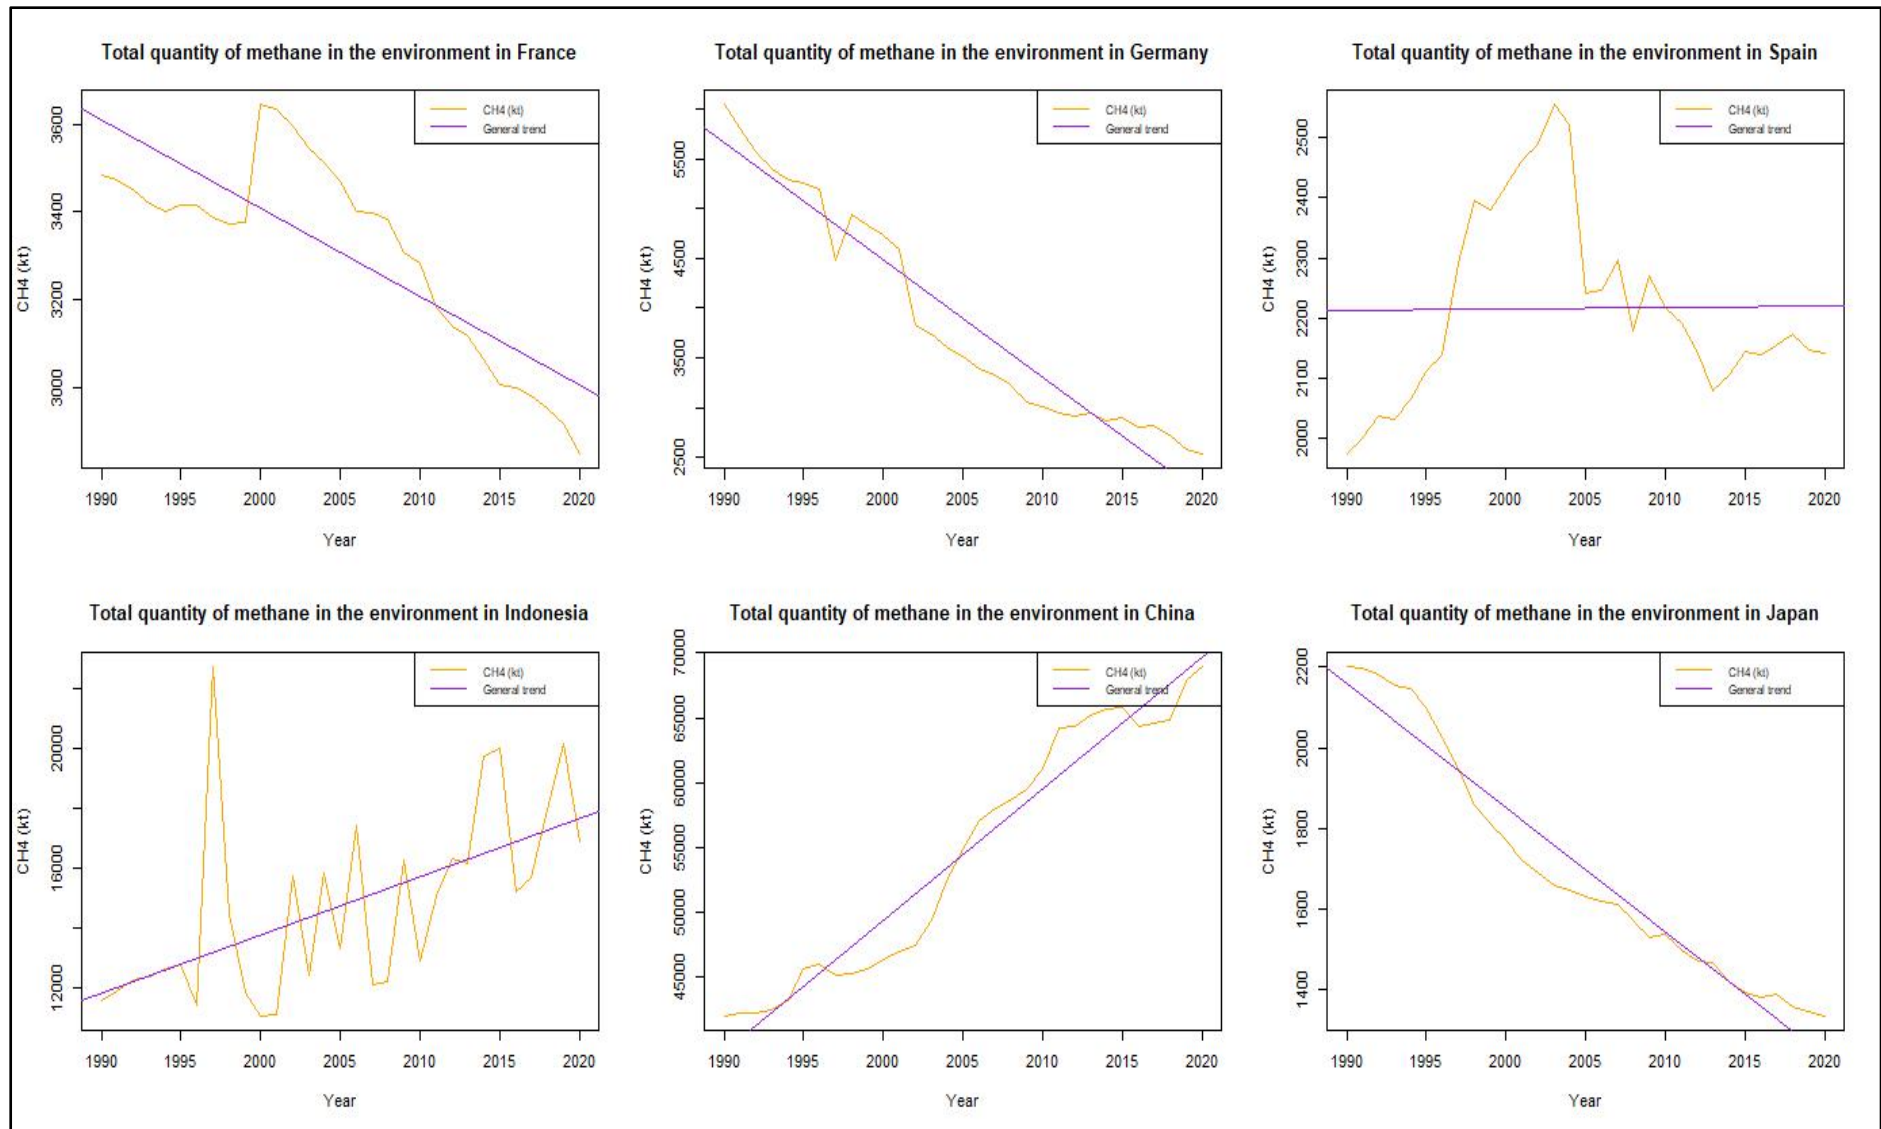 Total quantity of methane in the environment in France
CH4 (kt)
General trend
3600
3400
3200
3000
CH4 (kt)
1990 1995 2000 2005 2010 2015 2020
Year
Total quantity of methane in the environment in Germany
CH4 (kt)
General trend
5500
4500
3500
2500
CH4 (kt)
1990 1995 2000 2005 2010 2015 2020
Year
Total quantity of methane in the environment in Spain
CH4 (kt)
General trend
2500
2400
2300
2200
2100
2000
CH4 (kt)
1990 1995 2000 2005 2010 2015 2020
Year
Total quantity of methane in the environment in Indonesia
CH4 (kt)
General trend
20000
16000
12000
CH4 (kt)
1990 1995 2000 2005 2010 2015 2020
Year
Total quantity of methane in the environment in China
CH4 (kt)
General trend
70000
65000
60000
55000
50000
45000
CH4 (kt)
1990 1995 2000 2005 2010 2015 2020
Year
Total quantity of methane in the environment in Japan
CH4 (kt)
General trend
2200
2000
1800
1600
1400
CH4 (kt)
1990 1995 2000 2005 2010 2015 2020
Year